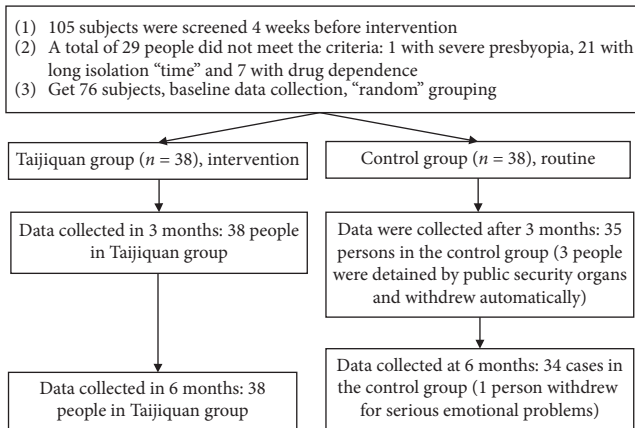 (1) 105 subjects were screened 4 weeks before intervention
(2) A total of 29 people did not meet the criteria: 1 with severe presbyopia, 21 with
long isolation “time” and 7 with drug dependence
(3) Get 76 subjects, baseline data collection, “random” grouping
Taijiquan group (n = 38), intervention
Control group (n = 38), routine
Data collected in 3 months: 38 people
in Taijiquan group
Data were collected after 3 months: 35
persons in the control group (3 people
were detained by public security organs
and withdrew automatically)
Data collected in 6 months: 38
people in Taijiquan group
Data collected at 6 months: 34 cases
in the control group (1 person withdrew
for serious emotional problems)